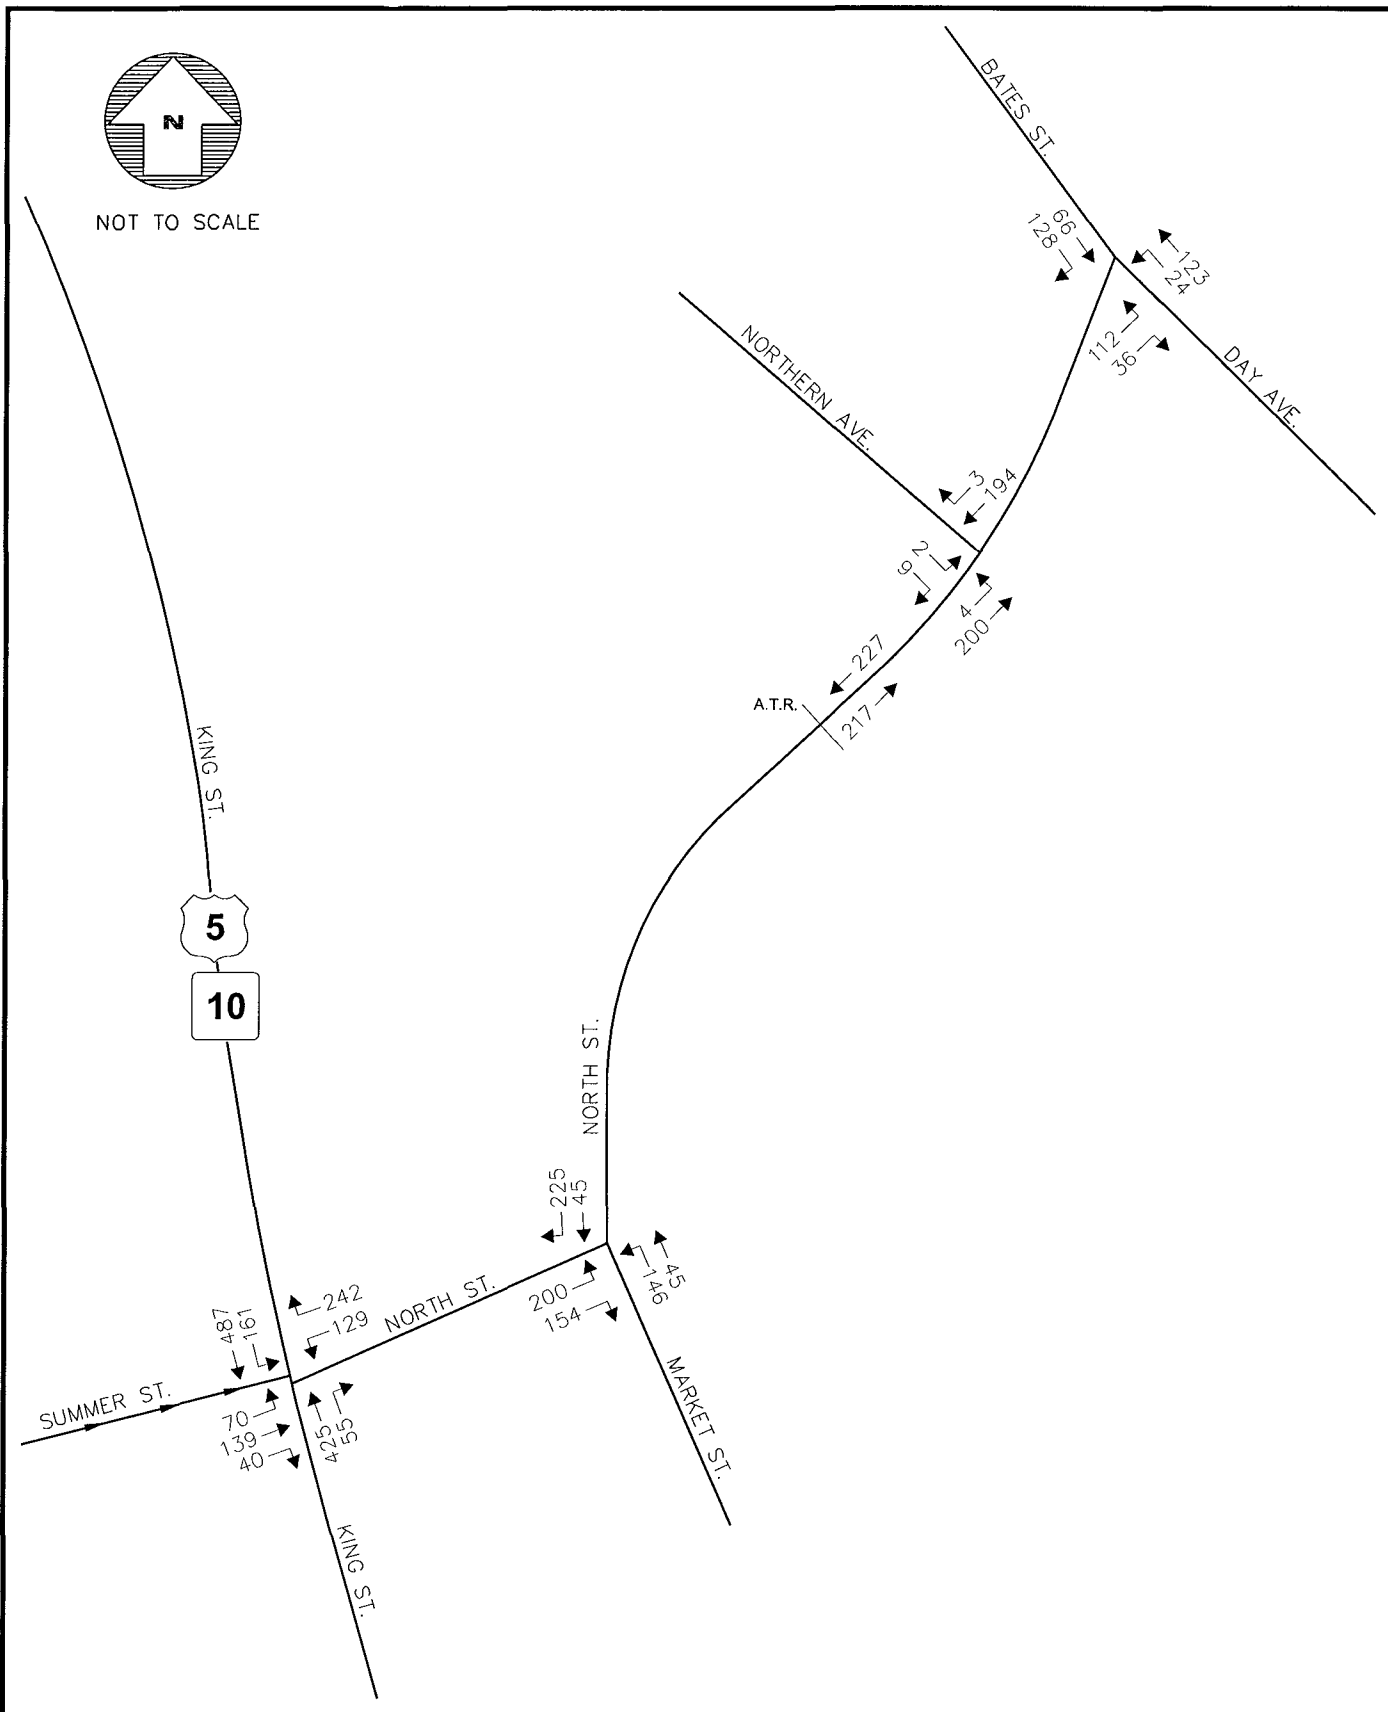 N
NOT TO SCALE
BATES ST.
66
128
123
24
112
36
DAY AVE.
NORTHERN AVE.
3
194
2
9
4
200
227
A.T.R.
217
KING ST.
5
10
NORTH ST.
225
45
45
146
200
154
NORTH ST.
242
129
487
161
SUMMER ST.
70
139
40
425
55
MARKET ST.
KING ST.